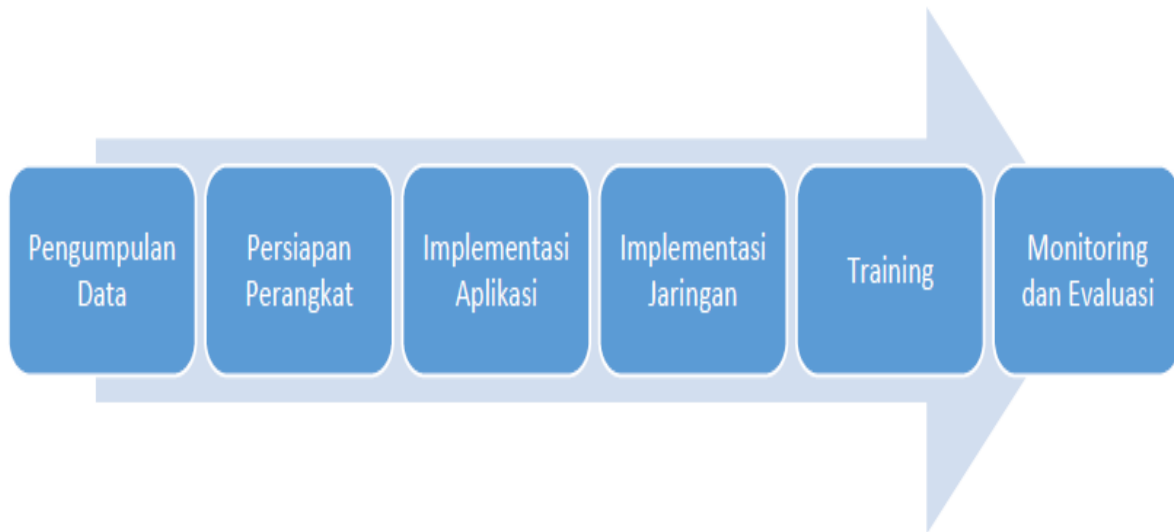 Pengumpulan
Data
Persiapan
Perangkat
Implementasi
Aplikasi
Implementasi
Jaringan
Training
Monitoring
dan Evaluasi